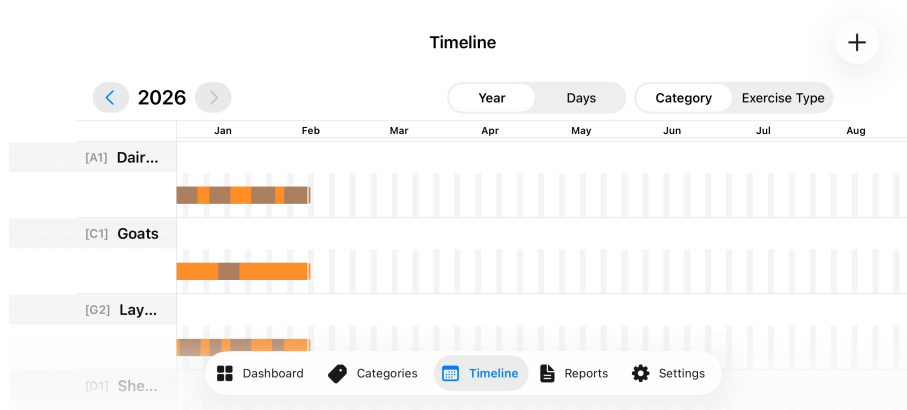 Timeline
2026
Year Days Category Exercise Type
Jan Feb Mar Apr May Jun Jul Aug
[A1] Dair...
[C1] Goats
[G2] Lay...
[D1] She...
Dashboard Categories Timeline Reports Settings